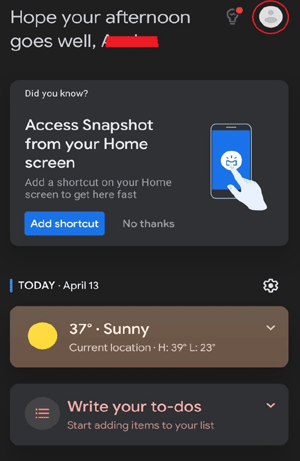 Hope your afternoon
goes well,
Did you know?
Access Snapshot
from your Home
screen
Add a shortcut on your Home
screen to get here fast
Add shortcut
No thanks
TODAY · April 13
37° · Sunny
Current location · H: 39° L: 23°
Write your to-dos
Start adding items to your list